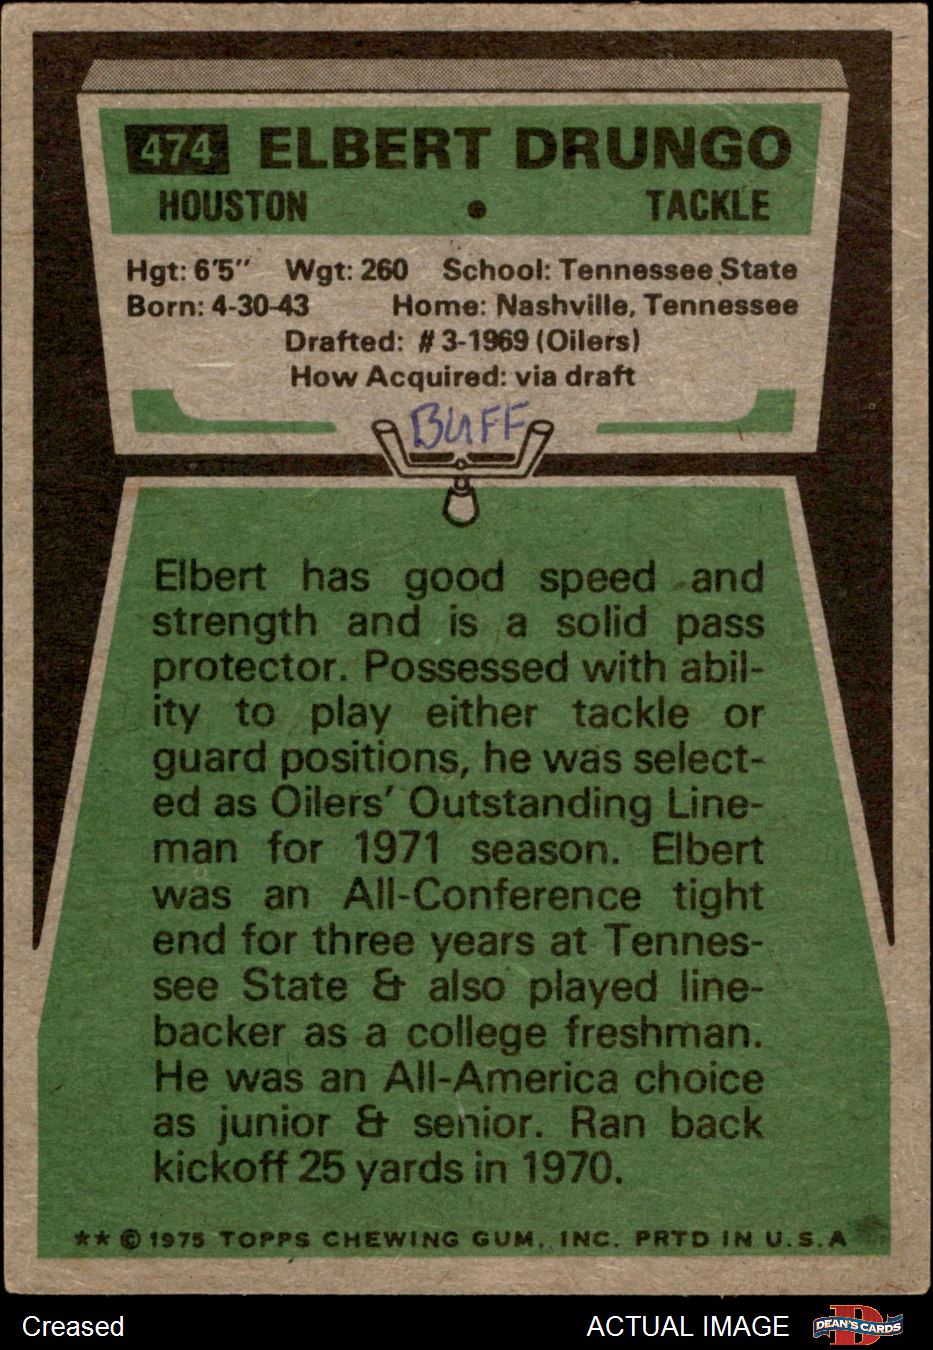 474 ELBERT DRUNGO
HOUSTON • TACKLE
Hgt: 6'5" Wgt: 260 School: Tennessee State
Born: 4-30-43 Home: Nashville, Tennessee
Drafted: #3-1969 (Oilers)
How Acquired: via draft
BUFF
Elbert has good speed and
strength and is a solid pass
protector. Possessed with abil-
ity to play either tackle or
guard positions, he was select-
ed as Oilers' Outstanding Line-
man for 1971 season. Elbert
was an All-Conference tight
end for three years at Tennes-
see State & also played line-
backer as a college freshman.
He was an All-America choice
as junior & senior. Ran back
kickoff 25 yards in 1970.
** © 1975 TOPPS CHEWING GUM, INC. PRTD IN U.S.A
Creased ACTUAL IMAGE D DEAN'S CARDS